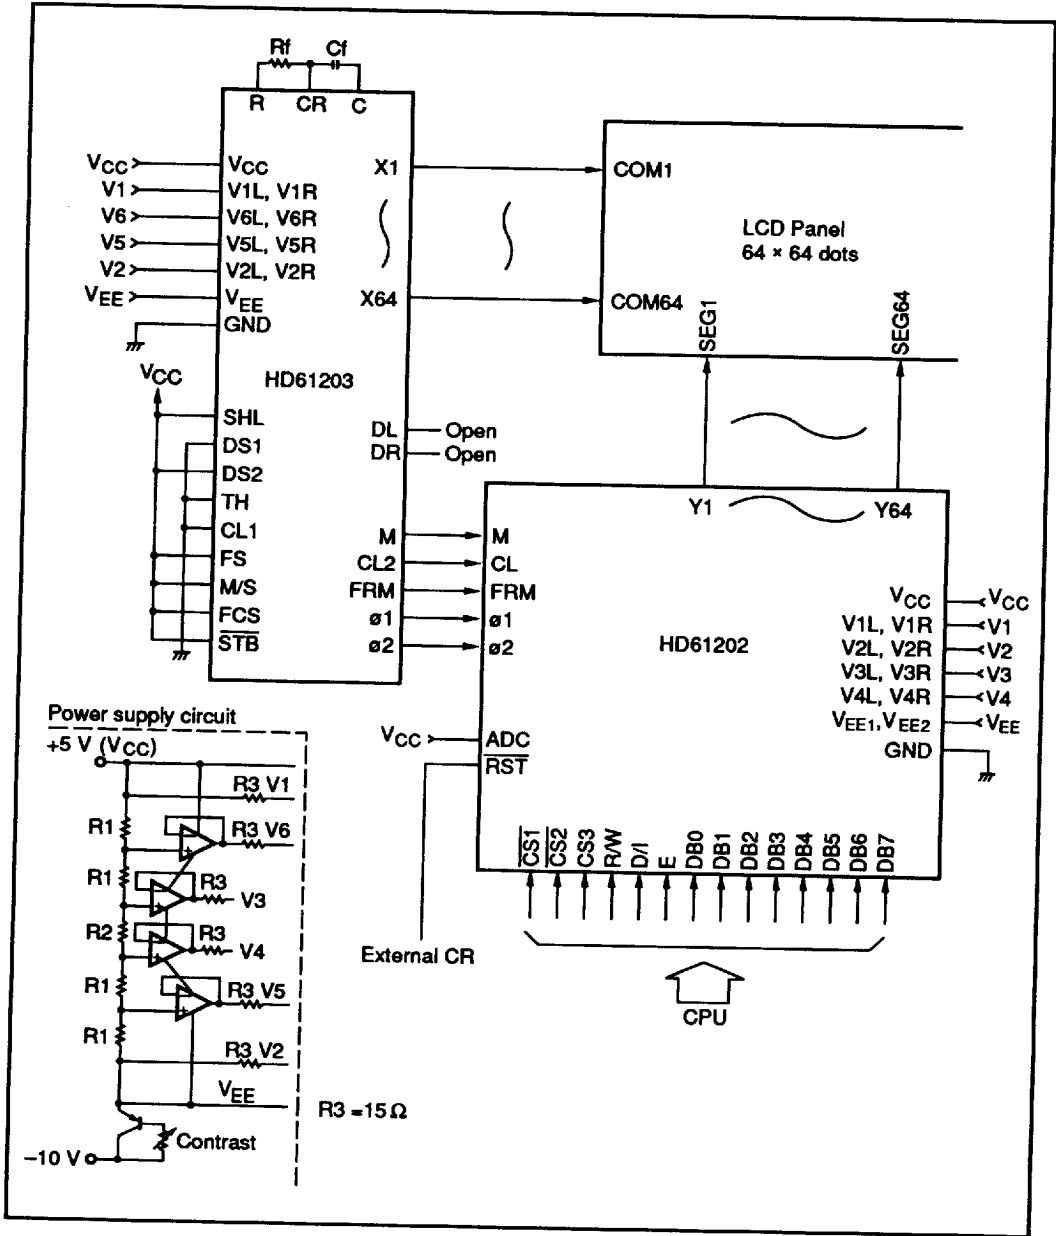 Rf Cf
R CR C
VCC VCC
V1 V1L, V1R
V6 V6L, V6R
V5 V5L, V5R
V2 V2L, V2R
VEE VEE
GND
X1
X64
HD61203
VCC
SHL
DS1
DS2
TH
CL1
FS
M/S
FCS
STB
DL Open
DR Open
M
CL2
FRM
ø1
ø2
COM1
COM64
LCD Panel
64 × 64 dots
SEG1
SEG64
Y1 Y64
M
CL
FRM
ø1
ø2
HD61202
VCC VCC
V1L, V1R V1
V2L, V2R V2
V3L, V3R V3
V4L, V4R V4
VEE1, VEE2 VEE
GND
VCC ADC
RST
CS1 CS2 CS3 R/W D/I E DB0 DB1 DB2 DB3 DB4 DB5 DB6 DB7
External CR
CPU
Power supply circuit
+5 V (VCC)
R3 V1
R1
R3 V6
R1
R3
V3
R2
R3
V4
R1
R3 V5
R1
R3 V2
VEE
R3 =15 Ω
Contrast
–10 V